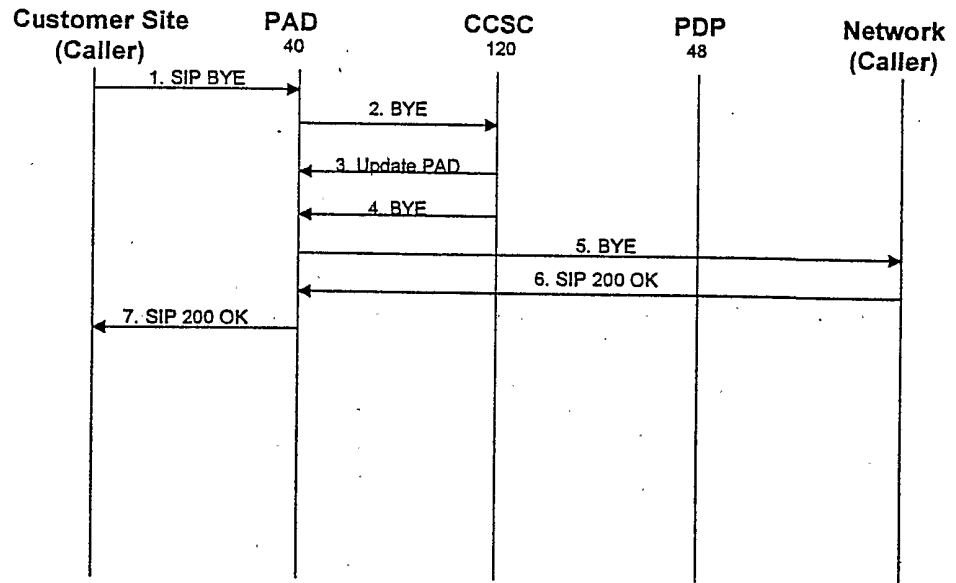 Customer Site
(Caller)
PAD
40
CCSC
120
PDP
48
Network
(Caller)
1. SIP BYE
2. BYE
3. Update PAD
4. BYE
5. BYE
6. SIP 200 OK
7. SIP 200 OK